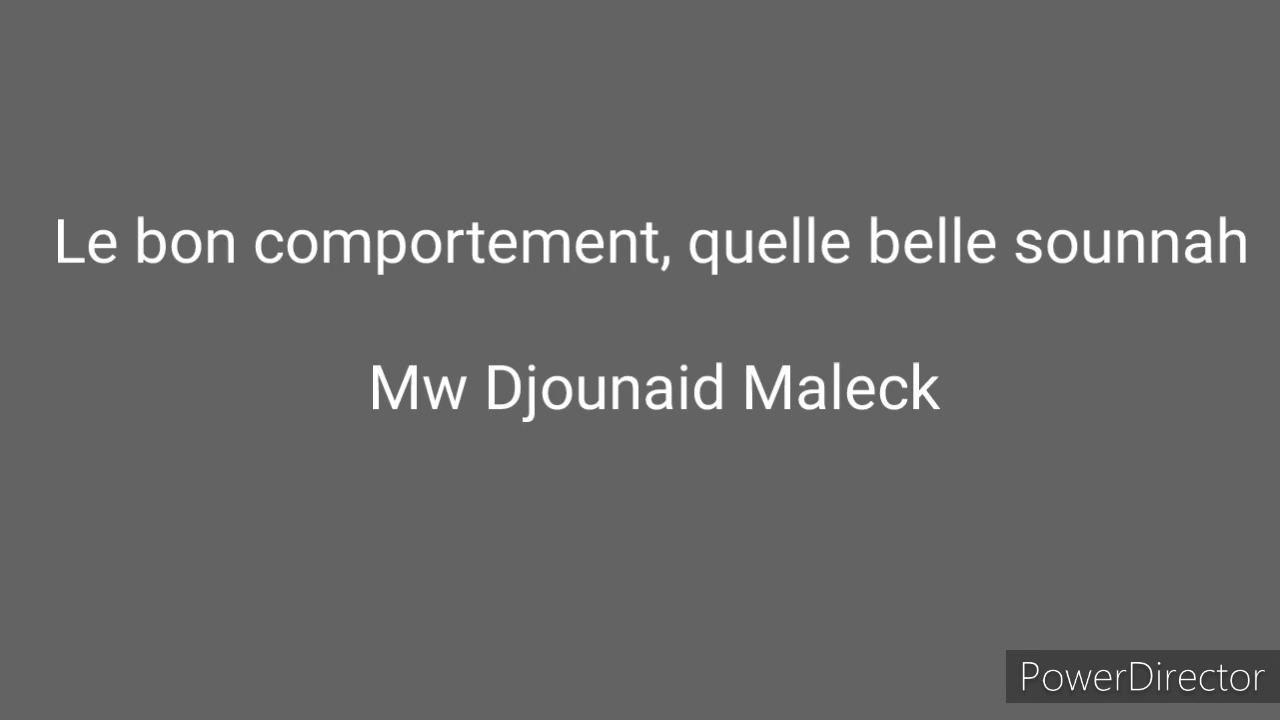 Le bon comportement, quelle belle sounnah
Mw Djounaid Maleck
PowerDirector